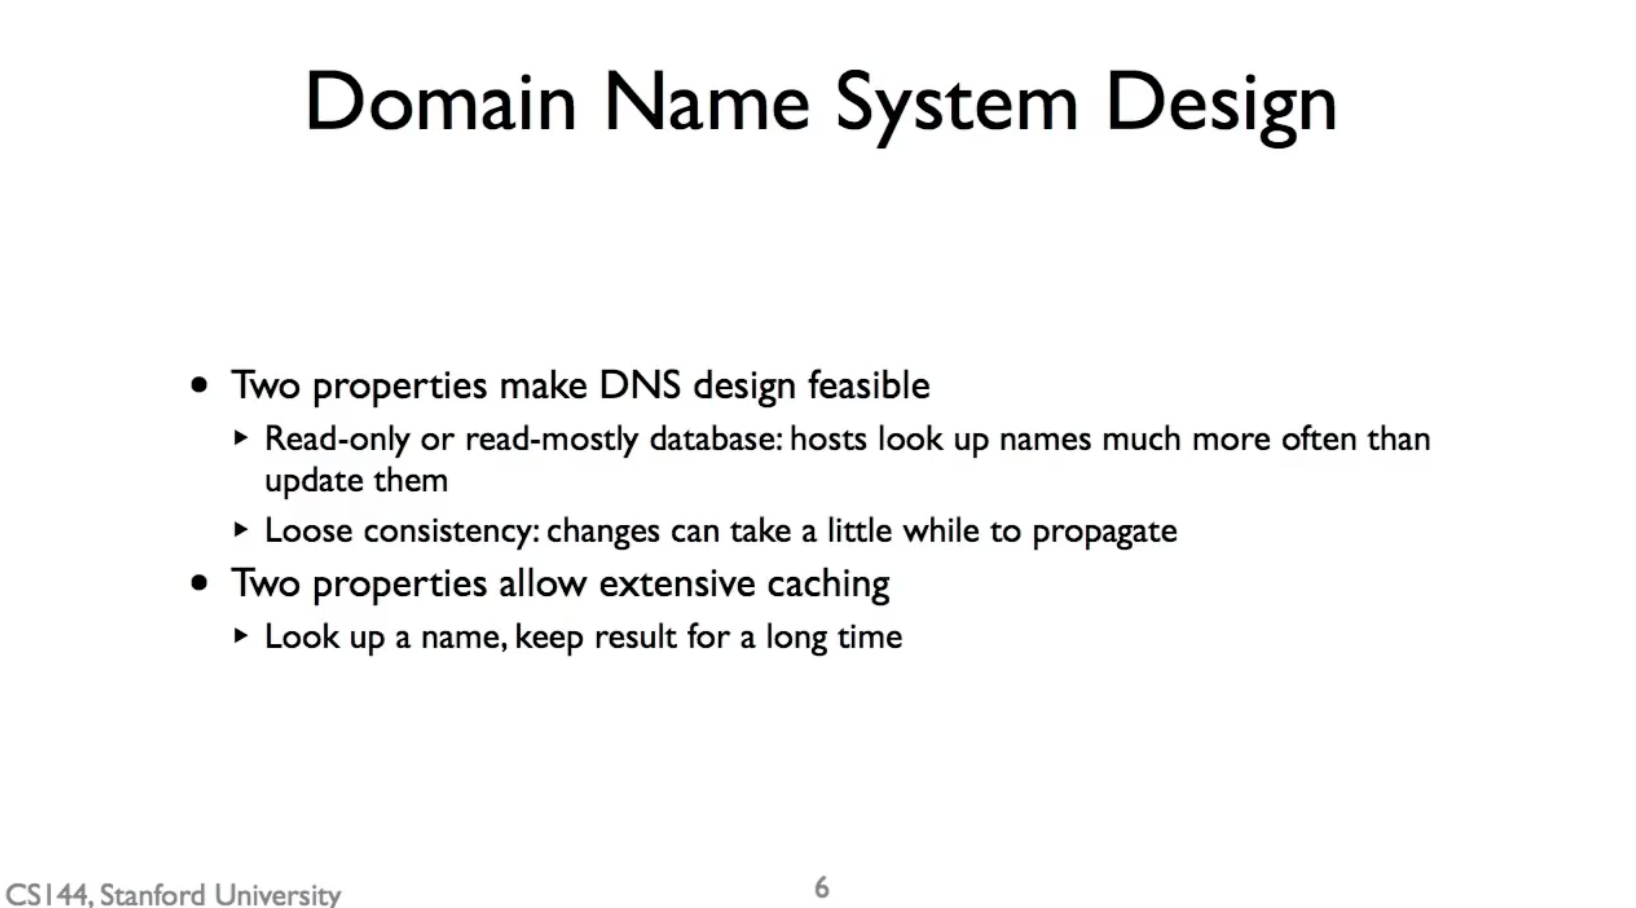 Domain Name System Design
• Two properties make DNS design feasible
‣ Read-only or read-mostly database: hosts look up names much more often than
update them
‣ Loose consistency: changes can take a little while to propagate
• Two properties allow extensive caching
‣ Look up a name, keep result for a long time
CS144, Stanford University
6